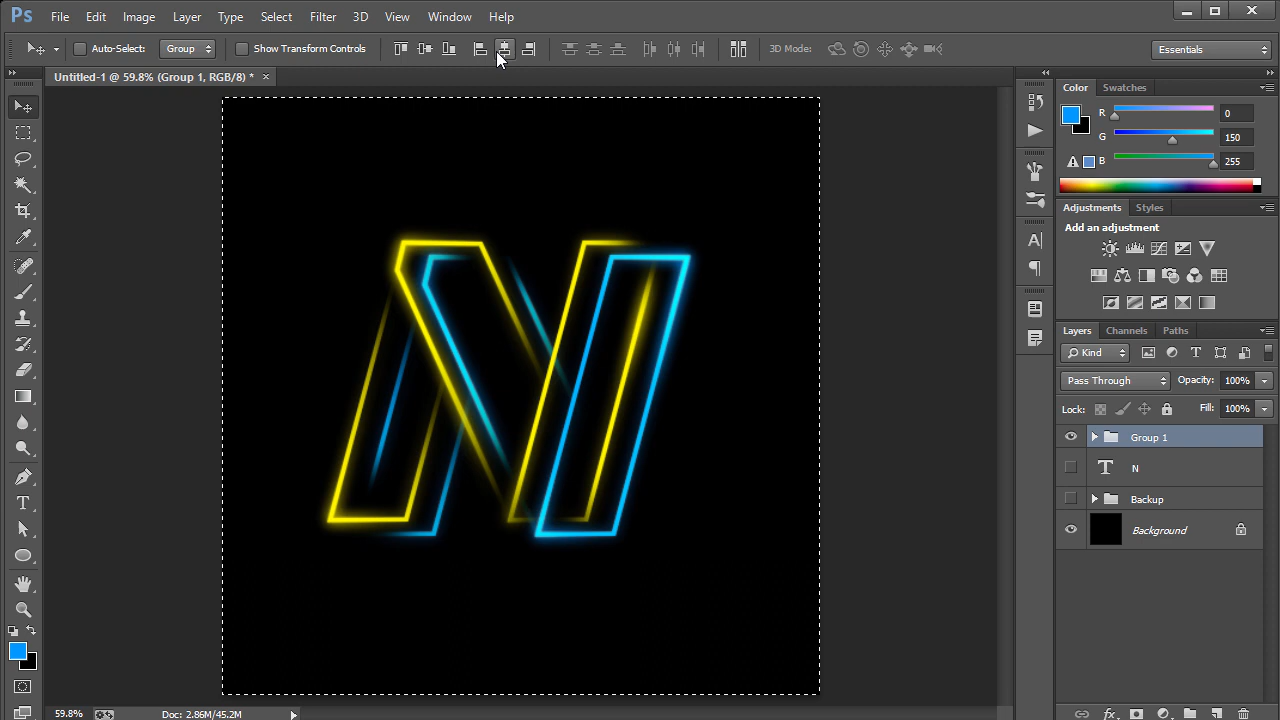 Ps File Edit Image Layer Type Select Filter 3D View Window Help
Auto-Select: Group Show Transform Controls 3D Mode: Essentials
Untitled-1 @ 59.8% (Group 1, RGB/8) * ×
Color Swatches
R 0
G 150
B 255
Adjustments Styles
Add an adjustment
Layers Channels Paths
Kind
Pass Through Opacity: 100%
Lock: Fill: 100%
Group 1
T N
Backup
Background
N
59.8% Doc: 2.86M/45.2M